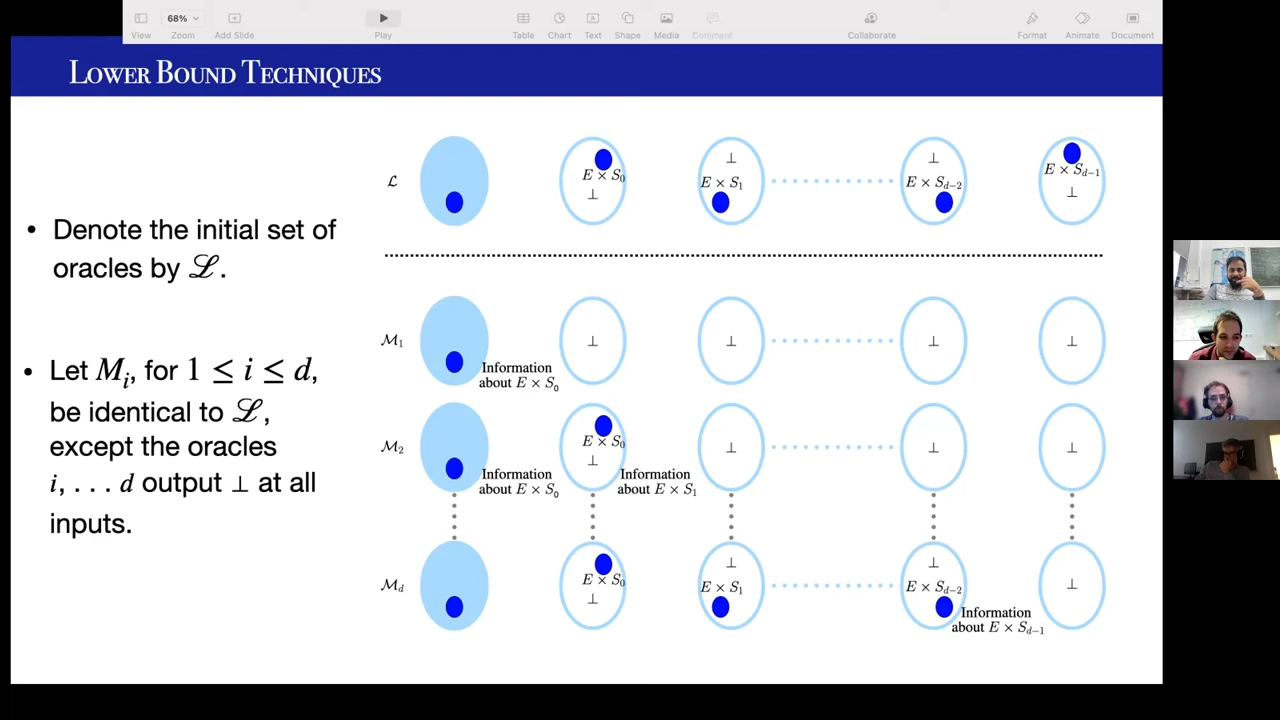 68%
View
Zoom
Add Slide
Play
Table
Chart
Text
Shape
Media
Comment
Collaborate
Format
Animate
Document
LOWER BOUND TECHNIQUES
• Denote the initial set of
oracles by ℒ.
• Let M_i, for 1 ≤ i ≤ d,
be identical to ℒ,
except the oracles
i, . . . d output ⊥ at all
inputs.
ℒ
E × S₀
⊥
⊥
E × S₁
⊥
E × S_{d−2}
E × S_{d−1}
⊥
ℳ₁
Information
about E × S₀
⊥
⊥
⊥
⊥
ℳ₂
Information
about E × S₀
E × S₀
⊥
Information
about E × S₁
⊥
⊥
⊥
ℳ_d
E × S₀
⊥
⊥
E × S₁
⊥
E × S_{d−2}
Information
about E × S_{d−1}
⊥